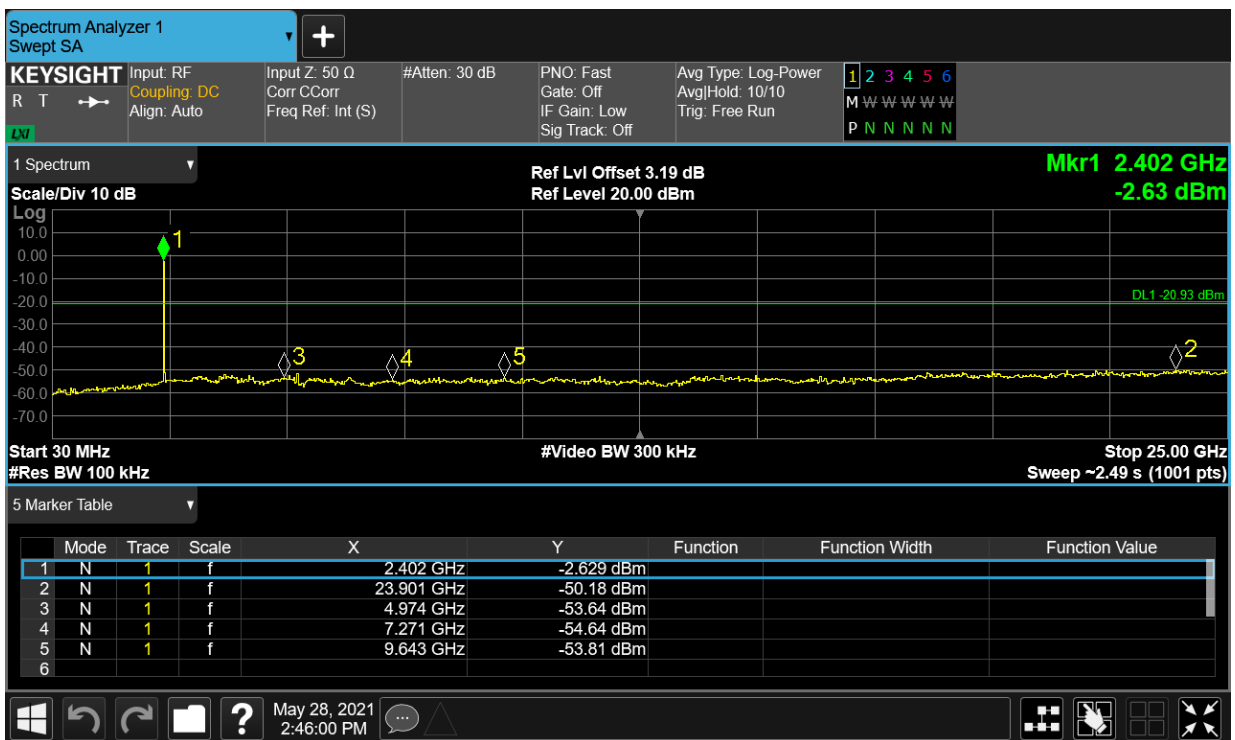 Spectrum Analyzer 1
Swept SA
+
KEYSIGHT
R T
LXI
Input: RF
Coupling: DC
Align: Auto
Input Z: 50 Ω
Corr CCorr
Freq Ref: Int (S)
#Atten: 30 dB
PNO: Fast
Gate: Off
IF Gain: Low
Sig Track: Off
Avg Type: Log-Power
Avg|Hold: 10/10
Trig: Free Run
1 2 3 4 5 6
M W W W W W
P N N N N N
1 Spectrum
Scale/Div 10 dB
Ref Lvl Offset 3.19 dB
Ref Level 20.00 dBm
Mkr1 2.402 GHz
-2.63 dBm
Log
10.0
0.00
-10.0
-20.0
-30.0
-40.0
-50.0
-60.0
-70.0
1
3
4
5
2
DL1 -20.93 dBm
Start 30 MHz
#Video BW 300 kHz
Stop 25.00 GHz
#Res BW 100 kHz
Sweep ~2.49 s (1001 pts)
5 Marker Table
Mode Trace Scale X Y Function Function Width Function Value
1 N 1 f 2.402 GHz -2.629 dBm
2 N 1 f 23.901 GHz -50.18 dBm
3 N 1 f 4.974 GHz -53.64 dBm
4 N 1 f 7.271 GHz -54.64 dBm
5 N 1 f 9.643 GHz -53.81 dBm
6
?
May 28, 2021
2:46:00 PM